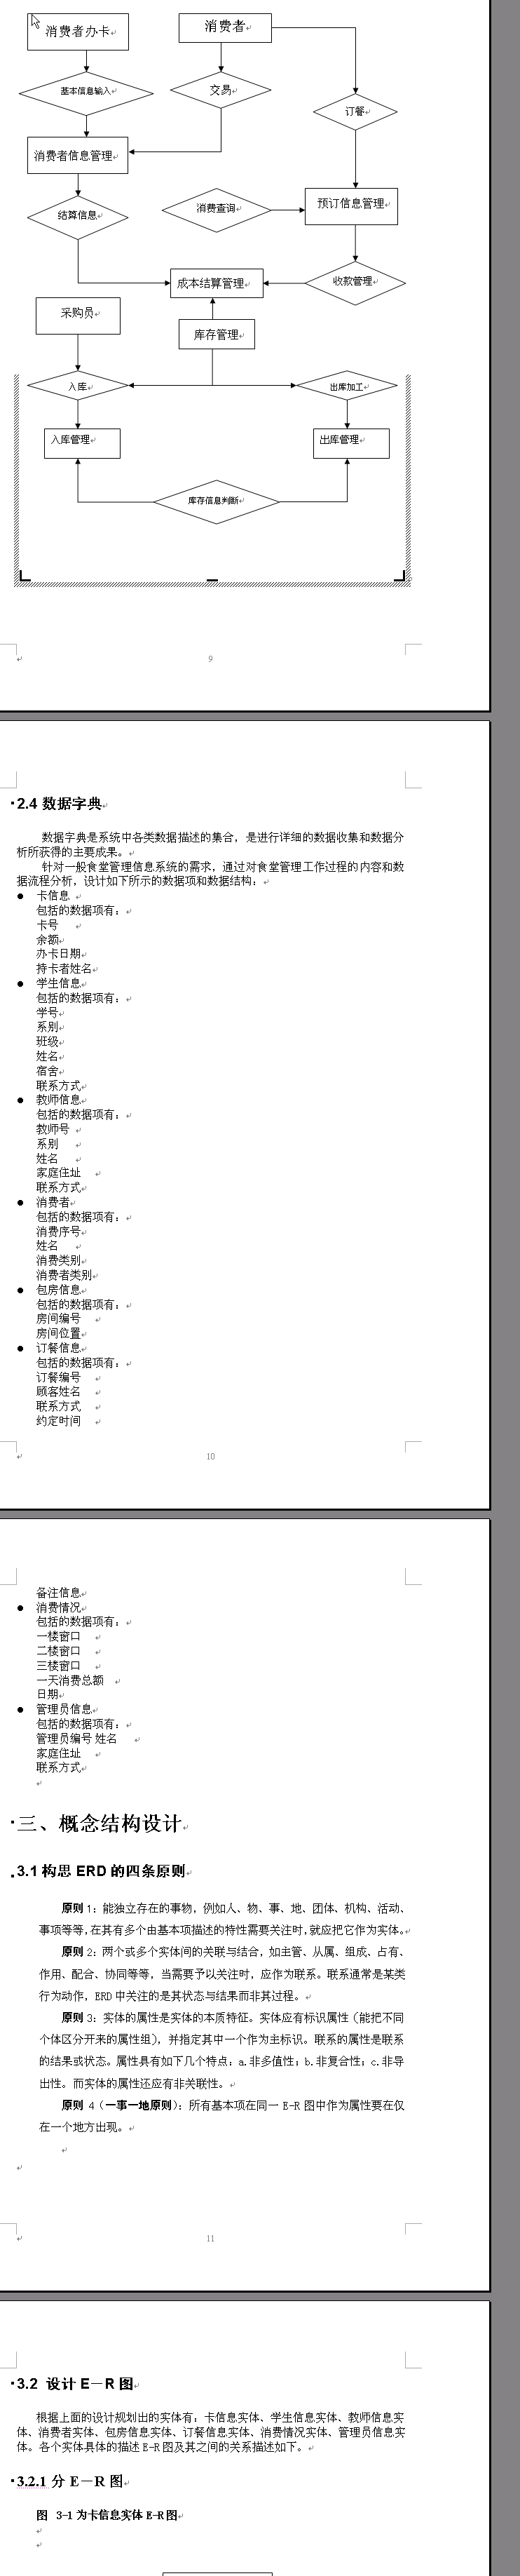 消费者办卡
消费者
基本信息输入
交易
订餐
消费者信息管理
结算信息
消费查询
预订信息管理
成本结算管理
收款管理
采购员
库存管理
入库
出库加工
入库管理
出库管理
库存信息判断
9
2.4 数据字典
数据字典是系统中各类数据描述的集合，是进行详细的数据收集和数据分
析所获得的主要成果。
针对一般食堂管理信息系统的需求，通过对食堂管理工作过程的内容和数
据流程分析，设计如下所示的数据项和数据结构：
● 卡信息
包括的数据项有：
卡号
余额
办卡日期
持卡者姓名
● 学生信息
包括的数据项有：
学号
系别
班级
姓名
宿舍
联系方式
● 教师信息
包括的数据项有：
教师号
系别
姓名
家庭住址
联系方式
● 消费者
包括的数据项有：
消费序号
姓名
消费类别
消费者类别
● 包房信息
包括的数据项有：
房间编号
房间位置
● 订餐信息
包括的数据项有：
订餐编号
顾客姓名
联系方式
约定时间
10
备注信息
● 消费情况
包括的数据项有：
一楼窗口
二楼窗口
三楼窗口
一天消费总额
日期
● 管理员信息
包括的数据项有：
管理员编号 姓名
家庭住址
联系方式
三、概念结构设计
3.1 构思 ERD 的四条原则
原则 1：能独立存在的事物，例如人、物、事、地、团体、机构、活动、
事项等等，在其有多个由基本项描述的特性需要关注时，就应把它作为实体。
原则 2：两个或多个实体间的关联与结合，如主管、从属、组成、占有、
作用、配合、协同等等，当需要予以关注时，应作为联系。联系通常是某类
行为动作，ERD 中关注的是其状态与结果而非其过程。
原则 3：实体的属性是实体的本质特征。实体应有标识属性（能把不同
个体区分开来的属性组），并指定其中一个作为主标识。联系的属性是联系
的结果或状态。属性具有如下几个特点：a.非多值性；b.非复合性；c.非导
出性。而实体的属性还应有非关联性。
原则 4（一事一地原则）：所有基本项在同一 E-R 图中作为属性要在仅
在一个地方出现。
11
3.2 设计 E－R 图
根据上面的设计规划出的实体有：卡信息实体、学生信息实体、教师信息实
体、消费者实体、包房信息实体、订餐信息实体、消费情况实体、管理员信息实
体。各个实体具体的描述 E-R 图及其之间的关系描述如下。
3.2.1 分 E－R 图
图 3-1 为卡信息实体 E-R 图